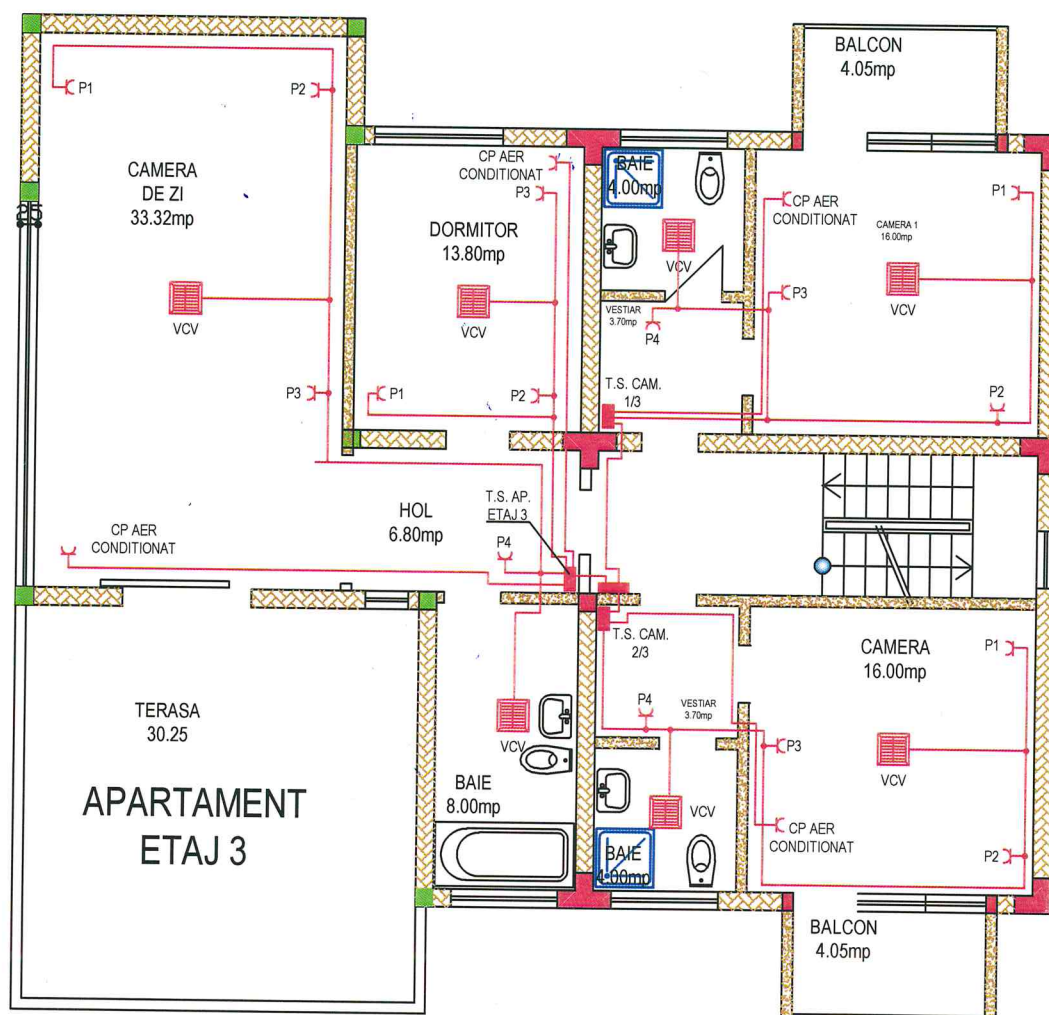 BALCON
4.05mp
P1
P2
CAMERA
DE ZI
33.32mp
VCV
P3
CP AER
CONDITIONAT
P3
DORMITOR
13.80mp
VCV
P1
P2
BAIE
4.00mp
VCV
VESTIAR
3.70mp
P4
T.S. CAM.
1/3
CP AER
CONDITIONAT
P1
CAMERA 1
16.00mp
VCV
P3
P2
HOL
6.80mp
T.S. AP.
ETAJ 3
P4
CP AER
CONDITIONAT
TERASA
30.25
APARTAMENT
ETAJ 3
VCV
BAIE
8.00mp
T.S. CAM.
2/3
P4
VESTIAR
3.70mp
VCV
BAIE
4.00mp
CAMERA
16.00mp
P1
P3
VCV
CP AER
CONDITIONAT
P2
BALCON
4.05mp